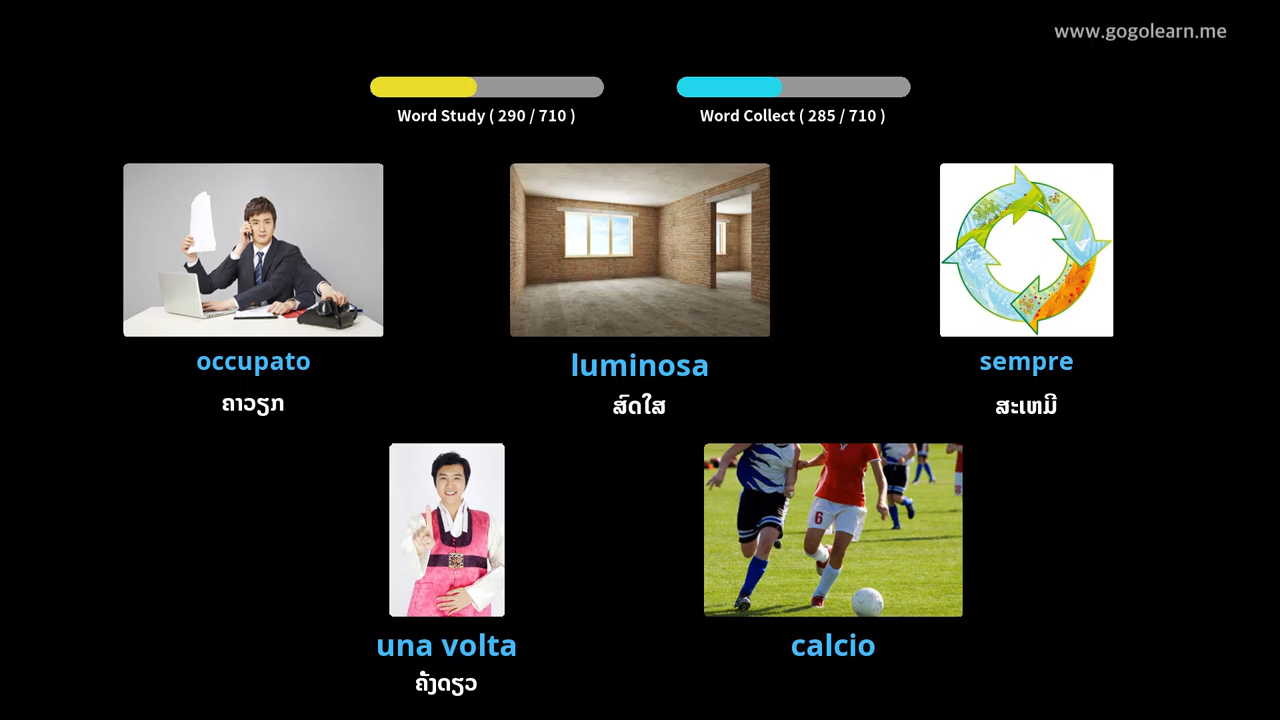 www.gogolearn.me
Word Study ( 290 / 710 )
Word Collect ( 285 / 710 )
occupato
ຄາວຽກ
luminosa
ສົດໃສ
sempre
ສະເຫມີ
una volta
ຄັ້ງດຽວ
calcio
6